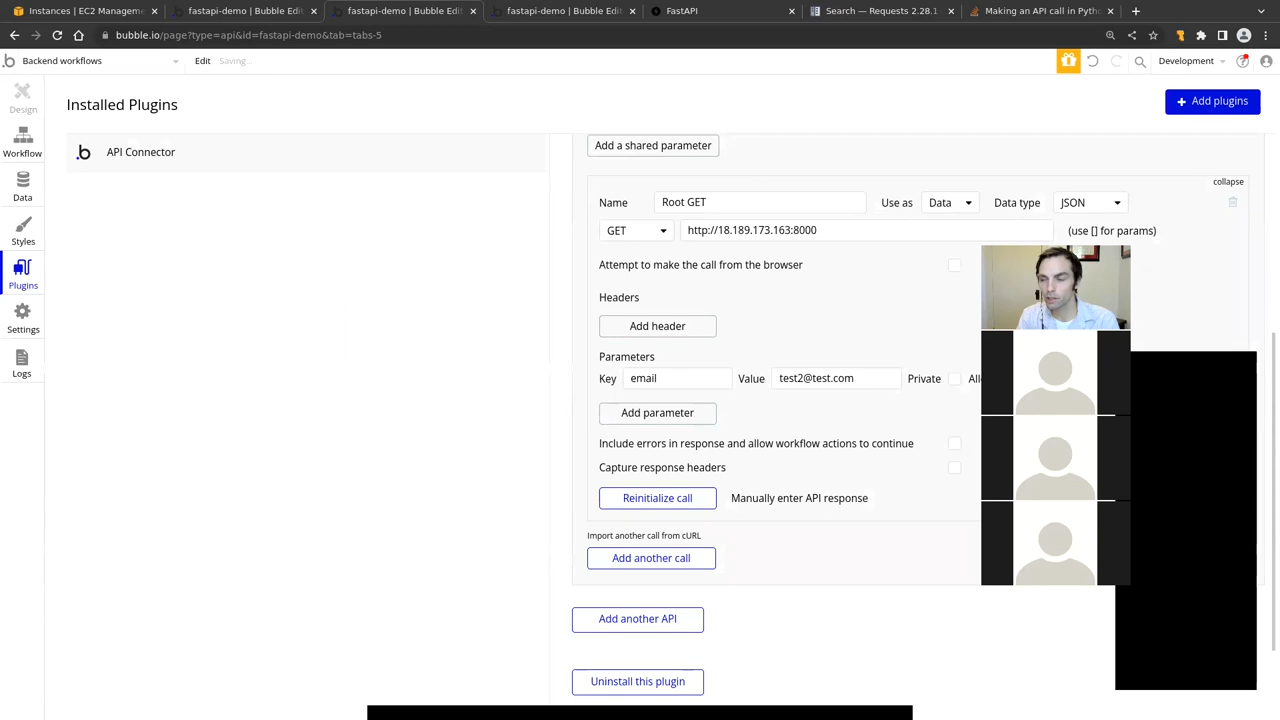 Instances | EC2 Managem
fastapi-demo | Bubble Edit
fastapi-demo | Bubble Edit
fastapi-demo | Bubble Edit
FastAPI
Search — Requests 2.28.1
Making an API call in Pyth
bubble.io/page?type=api&id=fastapi-demo&tab=tabs-5
Backend workflows
Edit
Saving...
Development
Design
Workflow
Data
Styles
Plugins
Settings
Logs
Installed Plugins
+ Add plugins
API Connector
Add a shared parameter
collapse
Name
Root GET
Use as
Data
Data type
JSON
GET
http://18.189.173.163:8000
(use [] for params)
Attempt to make the call from the browser
Headers
Add header
Parameters
Key
email
Value
test2@test.com
Private
Add parameter
Include errors in response and allow workflow actions to continue
Capture response headers
Reinitialize call
Manually enter API response
Import another call from cURL
Add another call
Add another API
Uninstall this plugin